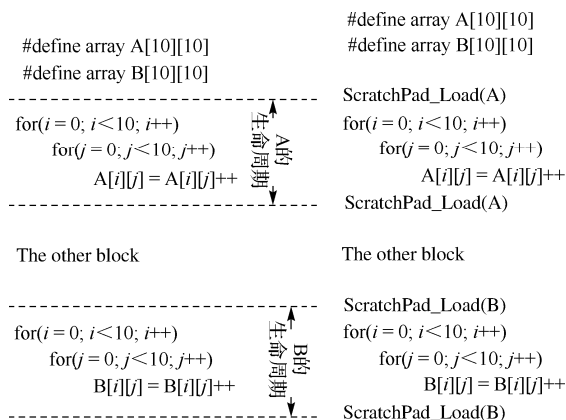 #define array A[10][10]
#define array B[10][10]
for(i = 0; i<10; i++)
for(j = 0; j<10; j++)
A[i][j] = A[i][j]++
A的
生命周期
The other block
for(i = 0; i<10; i++)
for(j = 0; j<10; j++)
B[i][j] = B[i][j]++
B的
生命周期
#define array A[10][10]
#define array B[10][10]
ScratchPad_Load(A)
for(i = 0; i<10; i++)
for(j = 0; j<10; j++)
A[i][j] = A[i][j]++
ScratchPad_Load(A)
The other block
ScratchPad_Load(B)
for(i = 0; i<10; i++)
for(j = 0; j<10; j++)
B[i][j] = B[i][j]++
ScratchPad_Load(B)